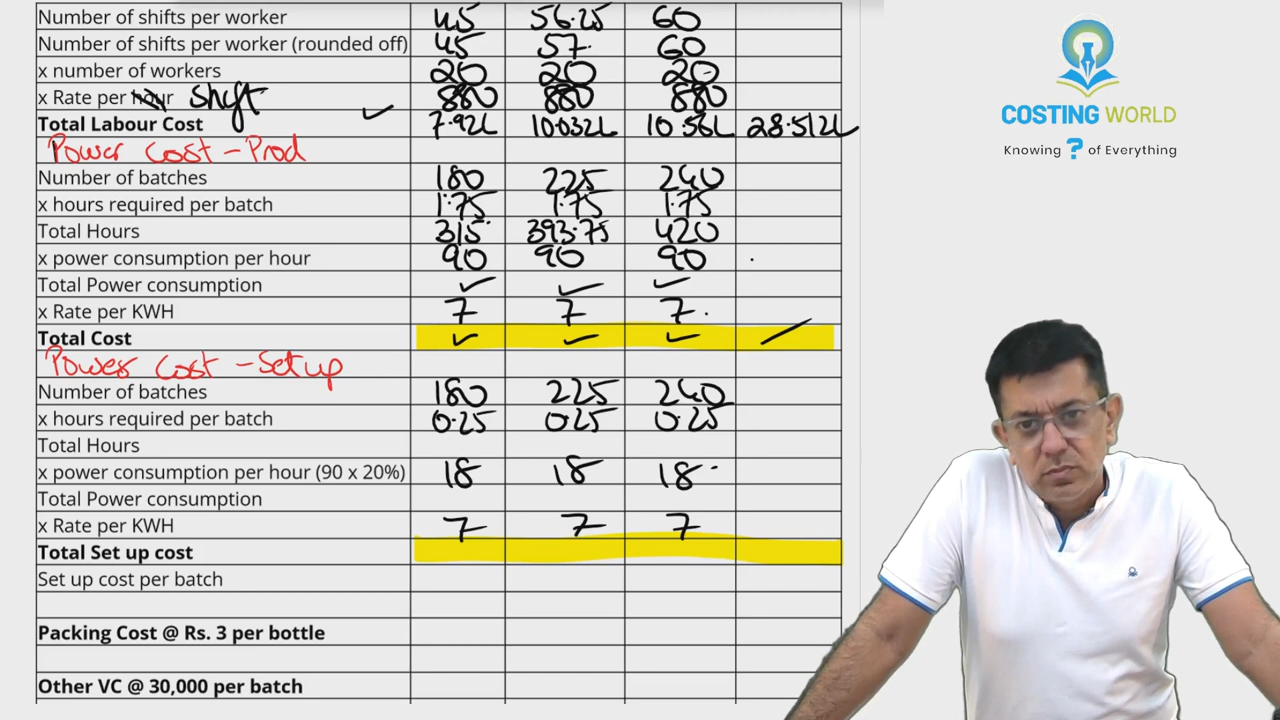 Number of shifts per worker 45 56.25 60
Number of shifts per worker (rounded off) 45 57. 60
x number of workers 20 20 20
x Rate per hour shift 880 880 880
Total Labour Cost 7.92L 10.032L 10.56L 28.512L
Power Cost - Prod
Number of batches 180 225 240
x hours required per batch 1.75 1.75 1.75
Total Hours 315 393.75 420
x power consumption per hour 90 90 90
Total Power consumption
x Rate per KWH 7 7 7
Total Cost
Power Cost - Set up
Number of batches 180 225 240
x hours required per batch 0.25 0.25 0.25
Total Hours
x power consumption per hour (90 x 20%) 18 18 18
Total Power consumption
x Rate per KWH 7 7 7
Total Set up cost
Set up cost per batch
Packing Cost @ Rs. 3 per bottle
Other VC @ 30,000 per batch
COSTING WORLD
Knowing ? of Everything